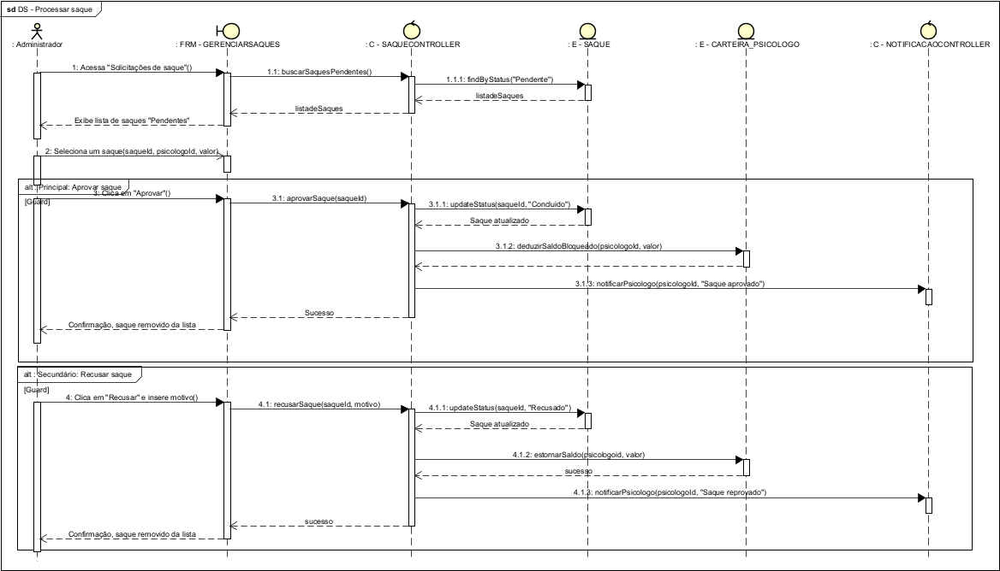 sd DS - Processar saque
: Administrador
: FRM - GERENCIARSAQUES
: C - SAQUECONTROLLER
: E - SAQUE
: E - CARTEIRA_PSICOLOGO
: C - NOTIFICACAOCONTROLLER
1: Acessa "Solicitações de saque"()
1.1: buscarSaquesPendentes()
1.1.1: findByStatus("Pendente")
listadeSaques
listadeSaques
Exibe lista de saques "Pendentes"
2: Seleciona um saque(saqueId, psicologoId, valor)
alt : Principal: Aprovar saque
[Guard]
3: Clica em "Aprovar"()
3.1: aprovarSaque(saqueId)
3.1.1: updateStatus(saqueId, "Concluido")
Saque atualizado
3.1.2: deduzirSaldoBloqueado(psicologoId, valor)
3.1.3: notificarPsicologo(psicologoId, "Saque aprovado")
Sucesso
Confirmação, saque removido da lista
alt : Secundário: Recusar saque
[Guard]
4: Clica em "Recusar" e insere motivo()
4.1: recusarSaque(saqueId, motivo)
4.1.1: updateStatus(saqueId, "Recusado")
Saque atualizado
4.1.2: estornarSaldo(psicologoid, valor)
sucesso
4.1.3: notificarPsicologo(psicologoId, "Saque reprovado")
sucesso
Confirmação, saque removido da lista